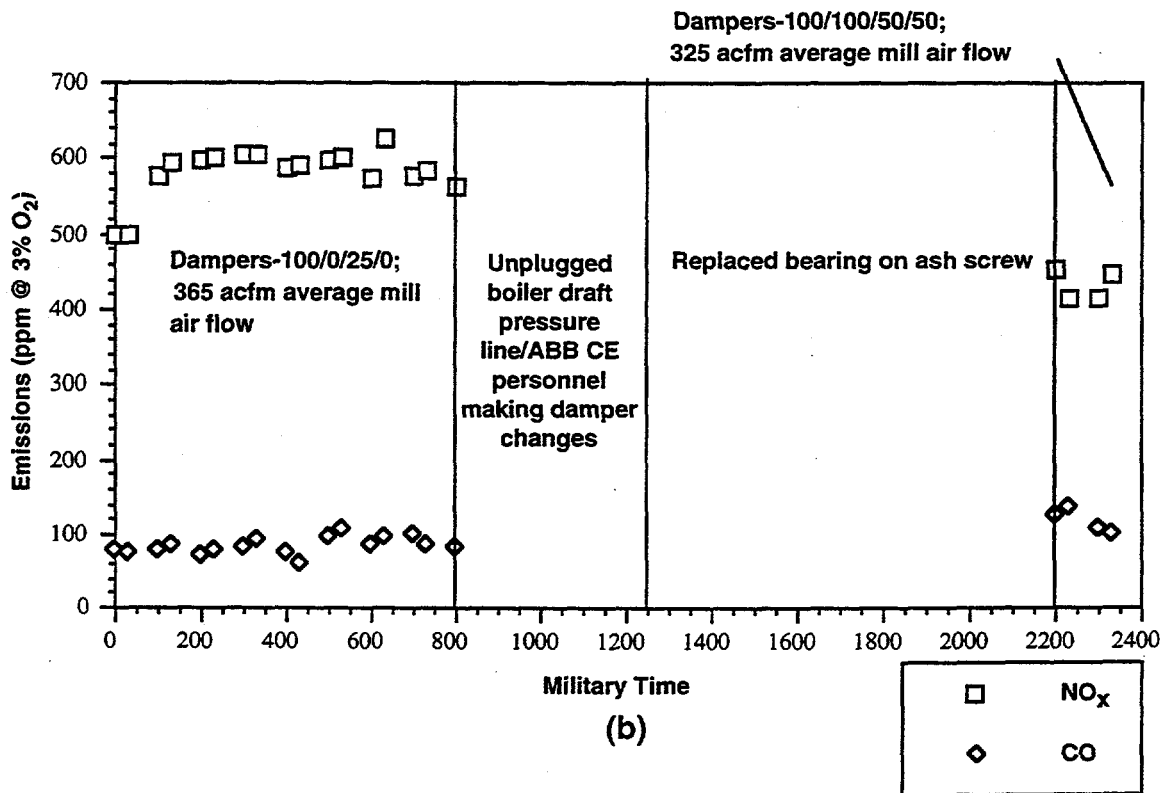 Dampers-100/100/50/50;
325 acfm average mill air flow
700
600
500
400
300
200
100
0
Emissions (ppm @ 3% O₂)
Dampers-100/0/25/0;
365 acfm average mill
air flow
Unplugged
boiler draft
pressure
line/ABB CE
personnel
making damper
changes
Replaced bearing on ash screw
0 200 400 600 800 1000 1200 1400 1600 1800 2000 2200 2400
Military Time
(b)
NOₓ
CO